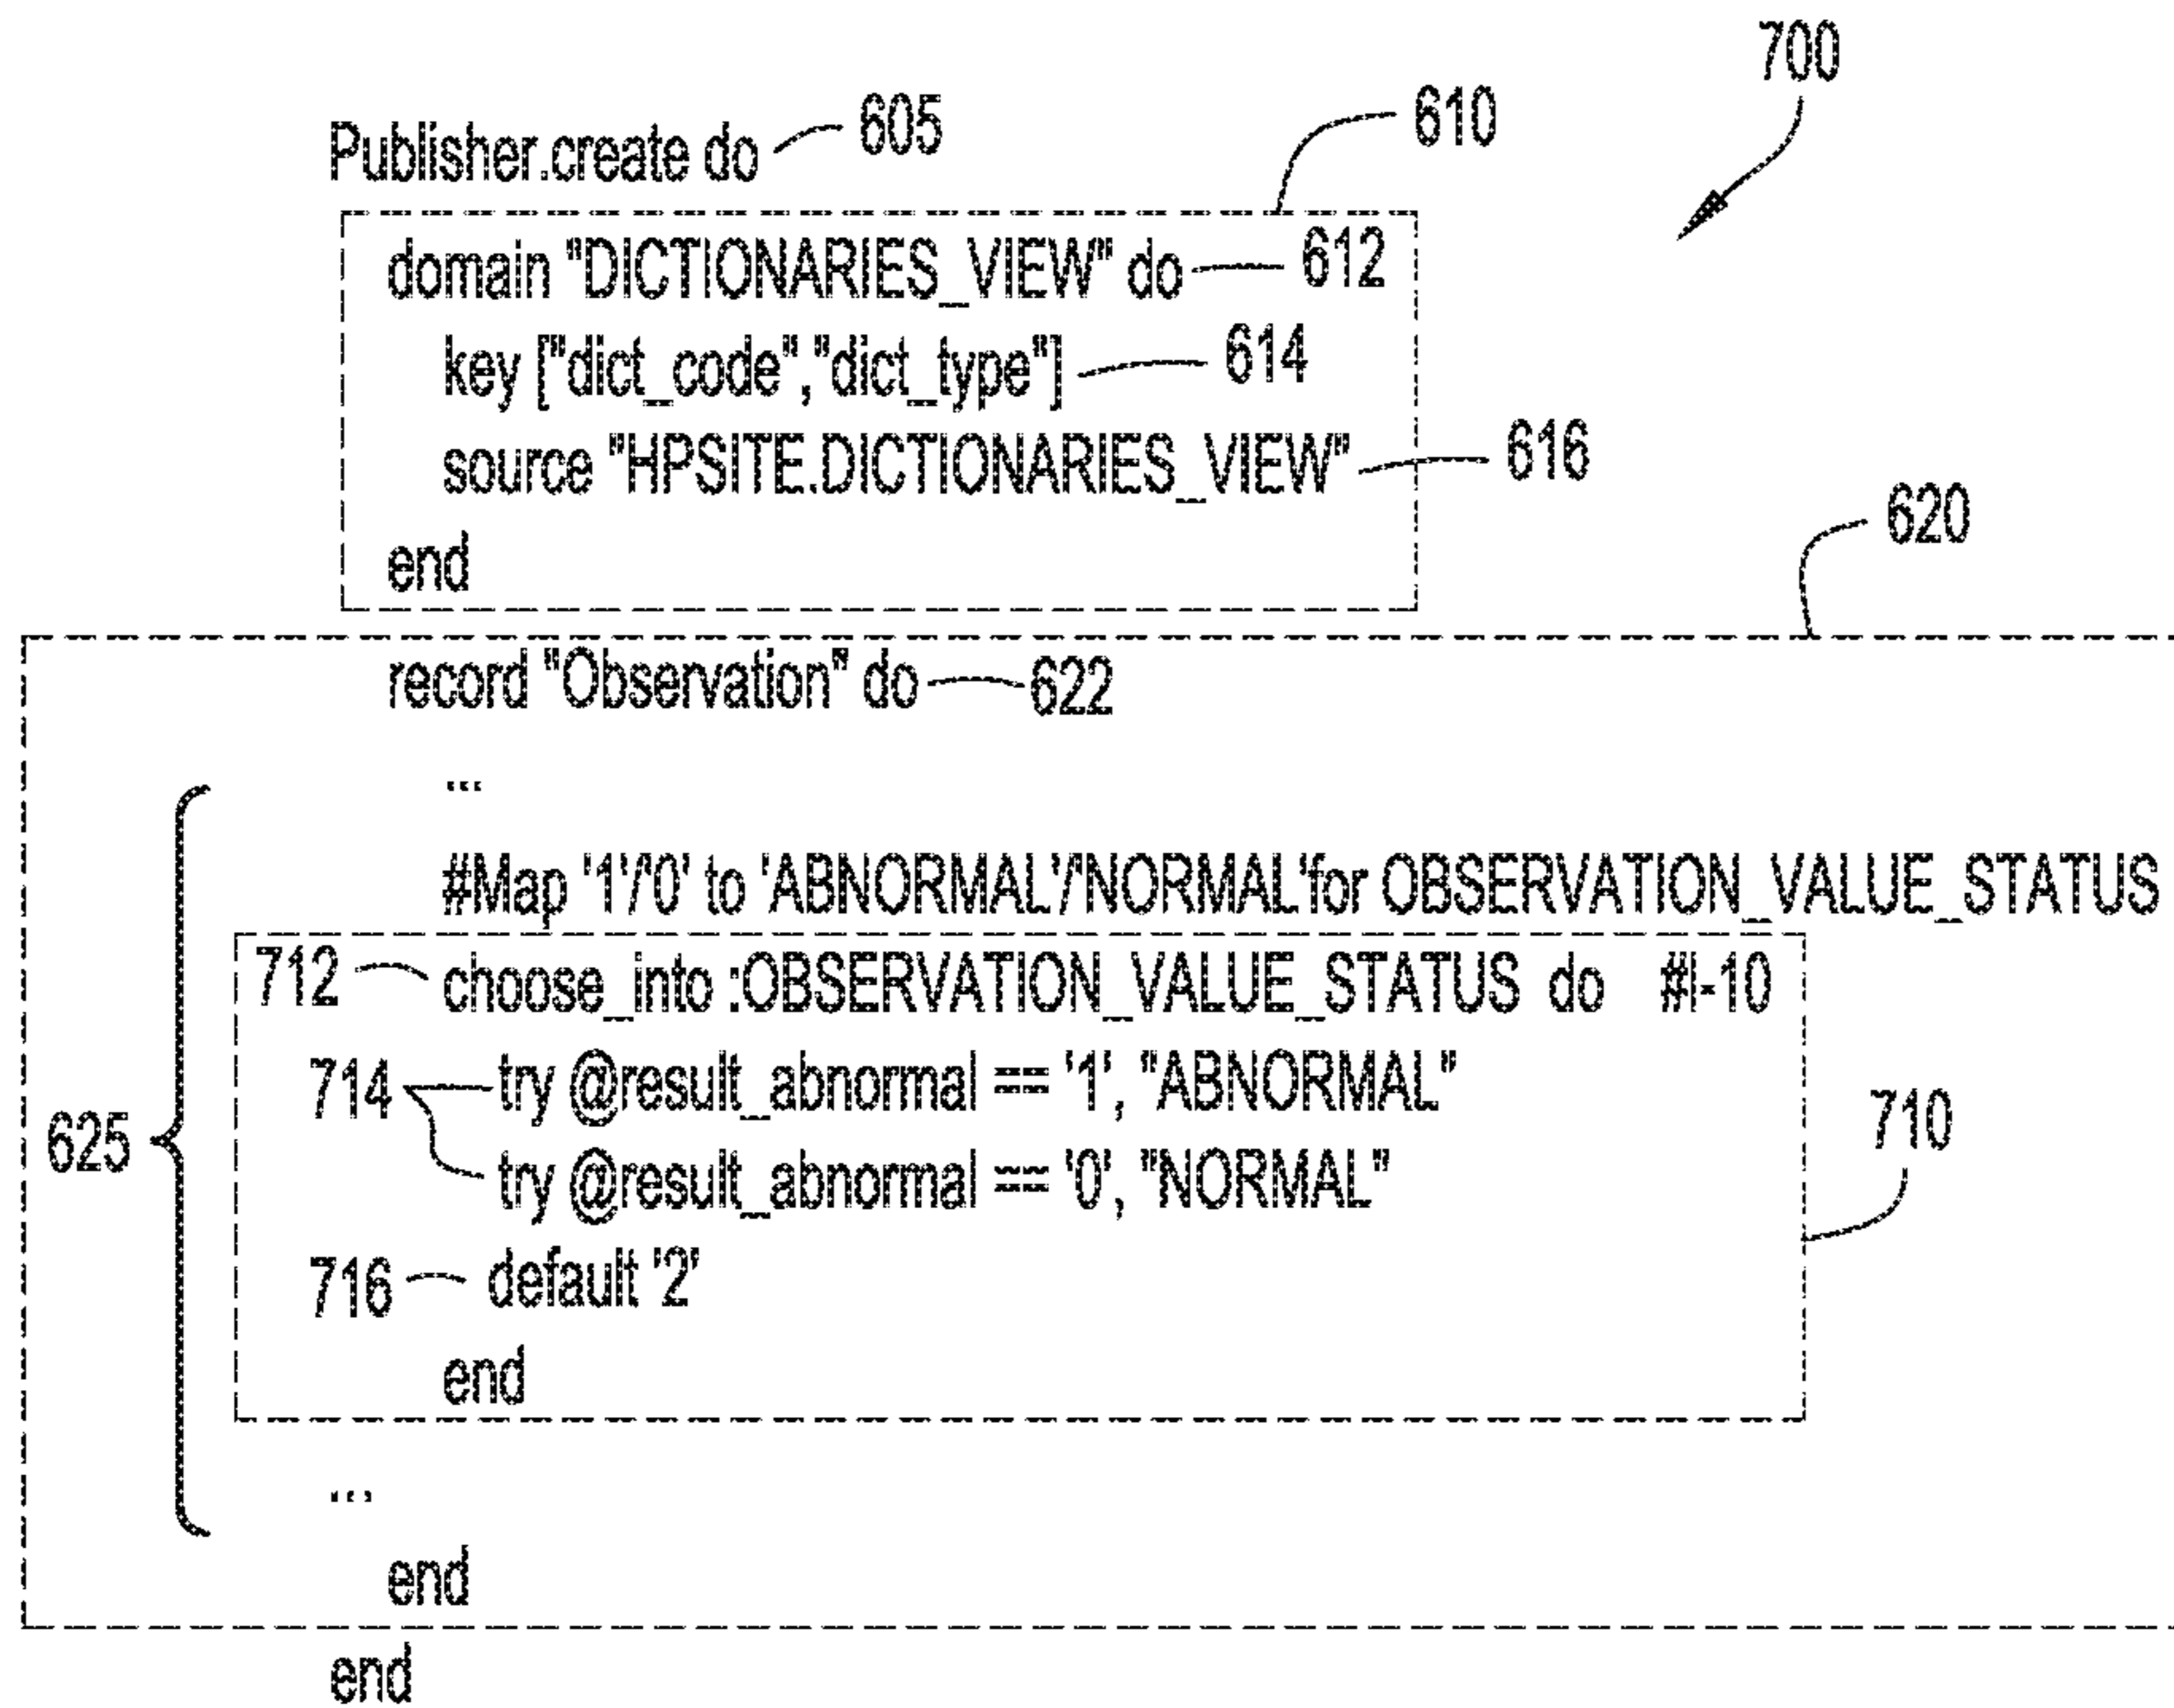 700
Publisher.create do 605
610
domain "DICTIONARIES_VIEW" do 612
key ["dict_code","dict_type"] 614
source "HPSITE.DICTIONARIES_VIEW" 616
end
620
record "Observation" do 622
...
#Map '1'/'0' to 'ABNORMAL'/'NORMAL'for OBSERVATION_VALUE_STATUS
712 choose_into :OBSERVATION_VALUE_STATUS do #I-10
714 try @result_abnormal == '1', "ABNORMAL"
625
710
try @result_abnormal == '0', "NORMAL"
716 default '2'
end
...
end
end